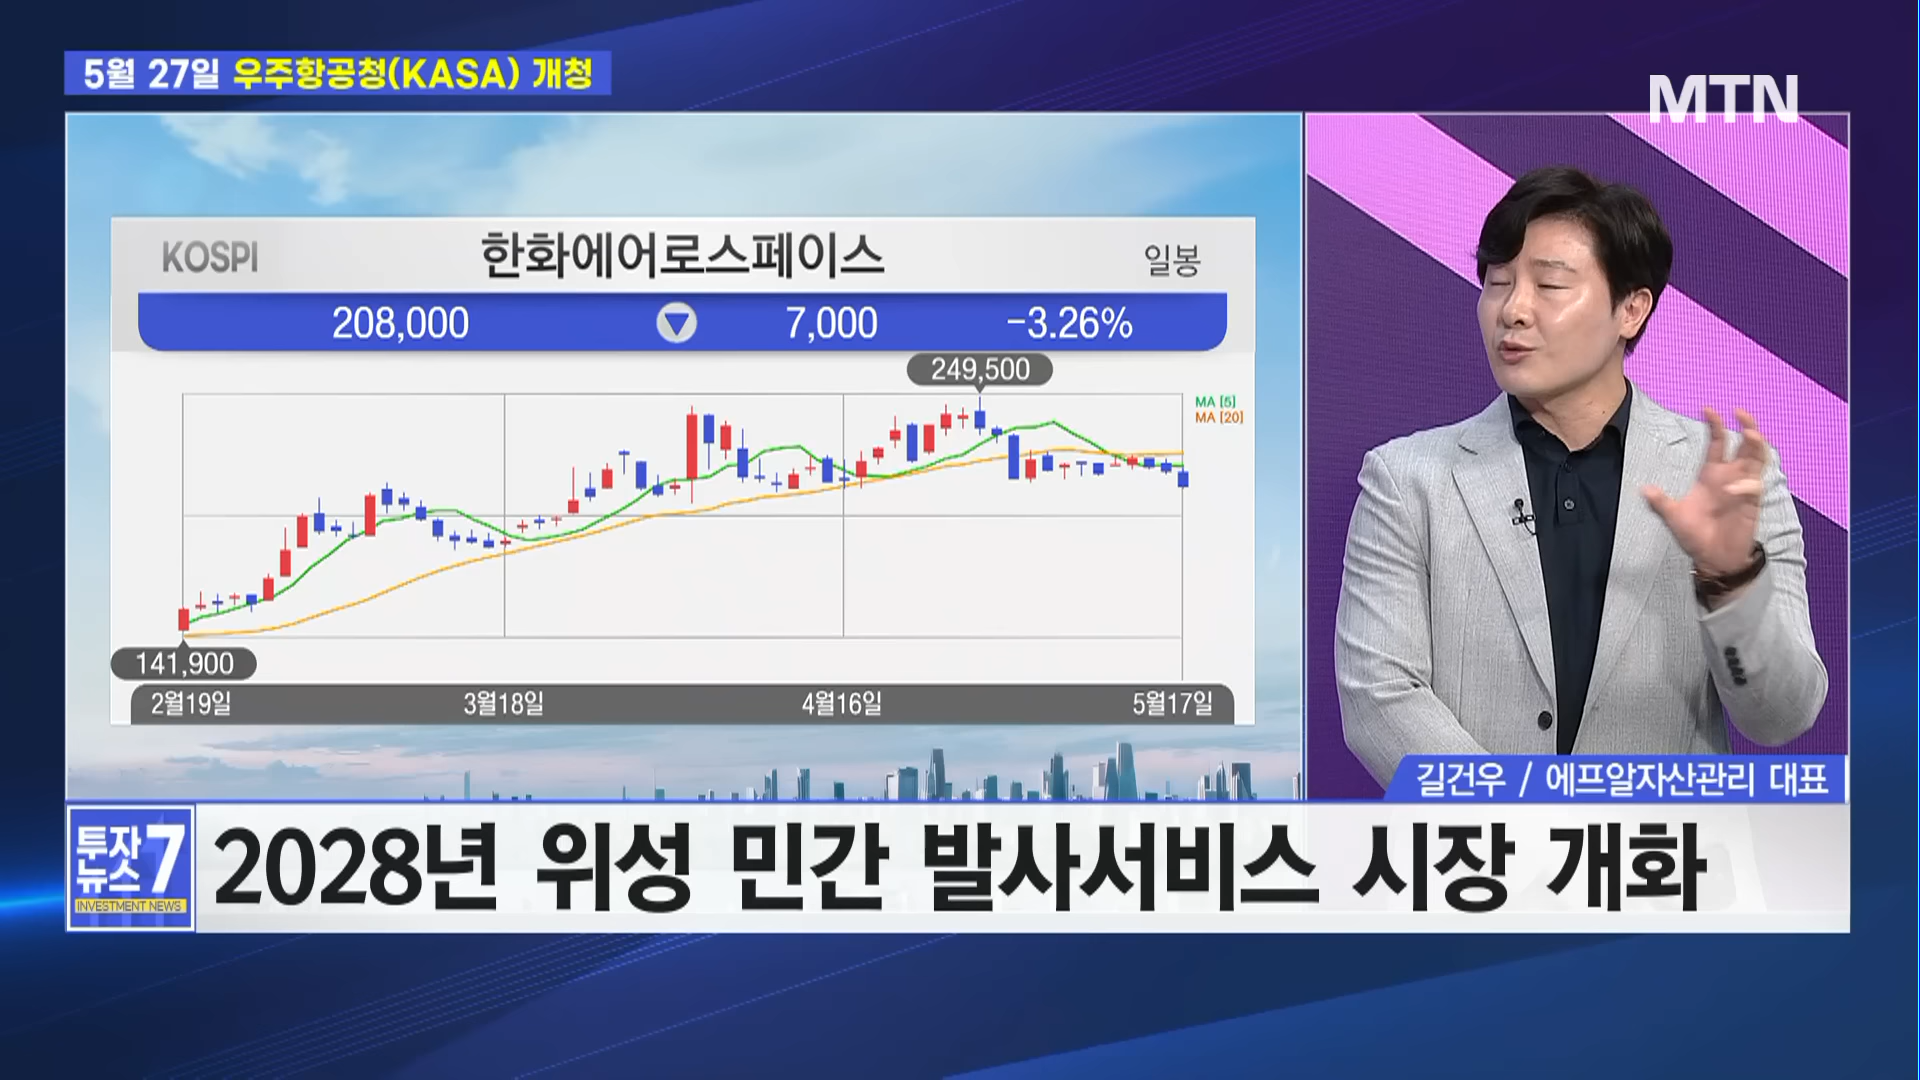 5월 27일 우주항공청(KASA) 개청
MTN
KOSPI 한화에어로스페이스 일봉
208,000 ▼ 7,000 -3.26%
249,500
MA [5]
MA [20]
141,900
2월19일 3월18일 4월16일 5월17일
길건우 / 에프알자산관리 대표
투자
뉴스 7
INVESTMENT NEWS
2028년 위성 민간 발사서비스 시장 개화